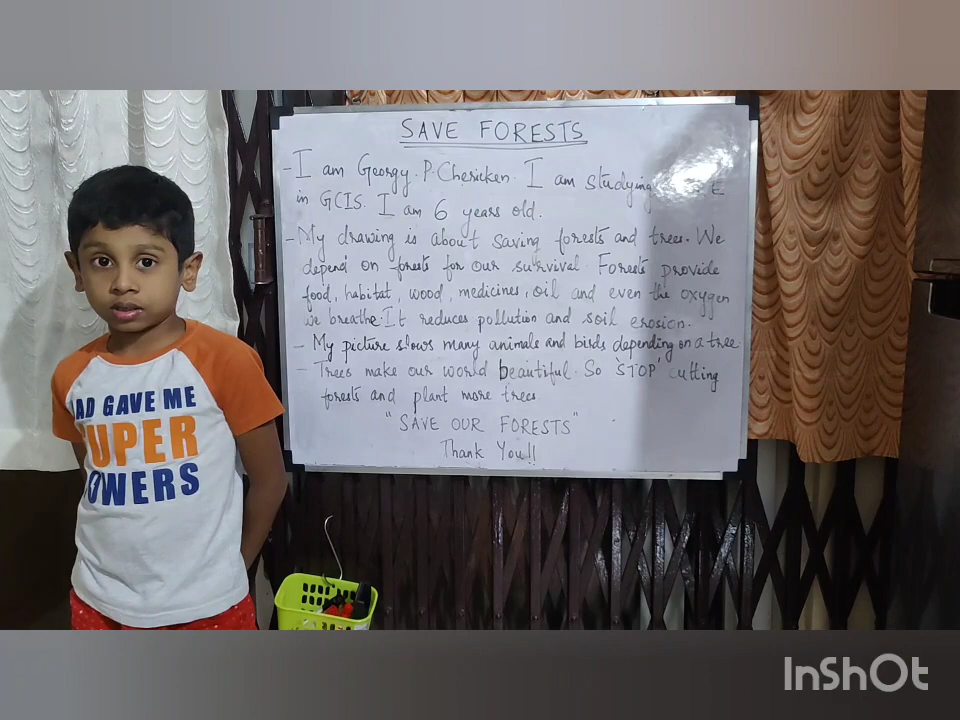 SAVE FORESTS
- I am Georgy. P. Chericken. I am studying
in GCIS. I am 6 years old.
- My drawing is about saving forests and trees. We
depend on forests for our survival. Forests provide
food, habitat, wood, medicines, oil and even the oxygen
we breathe. It reduces pollution and soil erosion.
- My picture slows many animals and birds depending on a tree
- Trees make our world beautiful. So 'STOP' cutting
forests and plant more trees.
"SAVE OUR FORESTS"
Thank You!!
AD GAVE ME
UPER
OWERS
InShOt